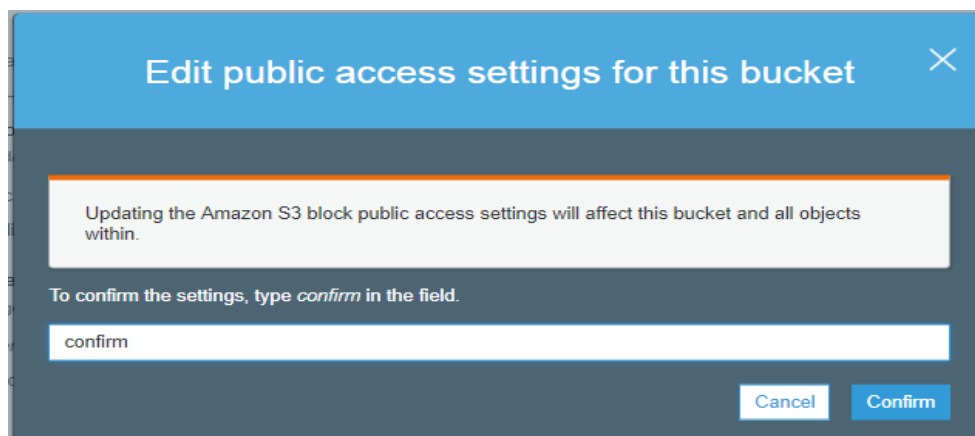 Edit public access settings for this bucket
Updating the Amazon S3 block public access settings will affect this bucket and all objects
within.
To confirm the settings, type confirm in the field.
confirm
Cancel
Confirm